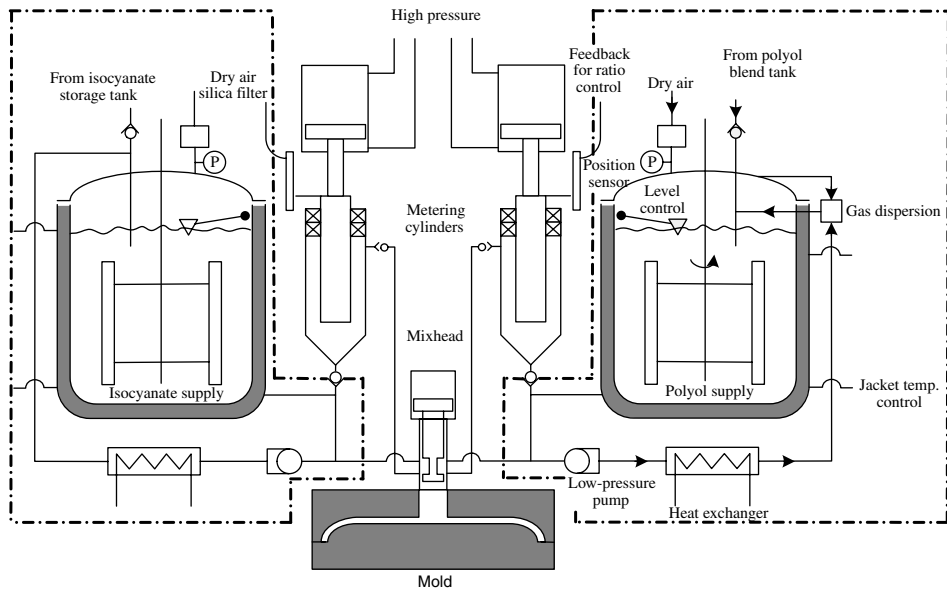 High pressure
From isocyanate
storage tank
Dry air
silica filter
Feedback
for ratio
control
From polyol
blend tank
Dry air
P
P
Position
sensor
Level
control
Metering
cylinders
Gas dispersion
Mixhead
Isocyanate supply
Polyol supply
Jacket temp.
control
Low-pressure
pump
Heat exchanger
Mold